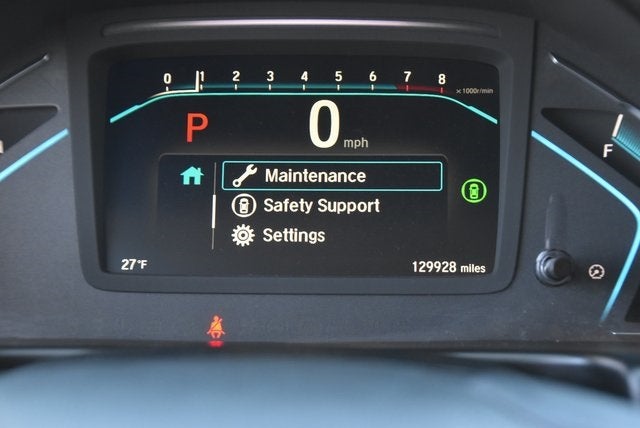 0 1 2 3 4 5 6 7 8
x 1000r/min
P 0 mph
F
Maintenance
Safety Support
Settings
27°F
129928 miles